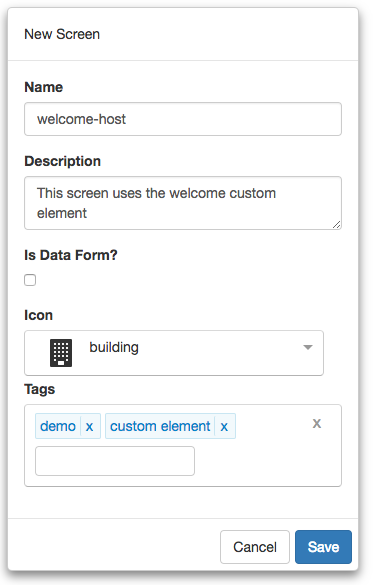 New Screen
Name
welcome-host
Description
This screen uses the welcome custom
element
Is Data Form?
Icon
building
Tags
demo x custom element x x
Cancel Save